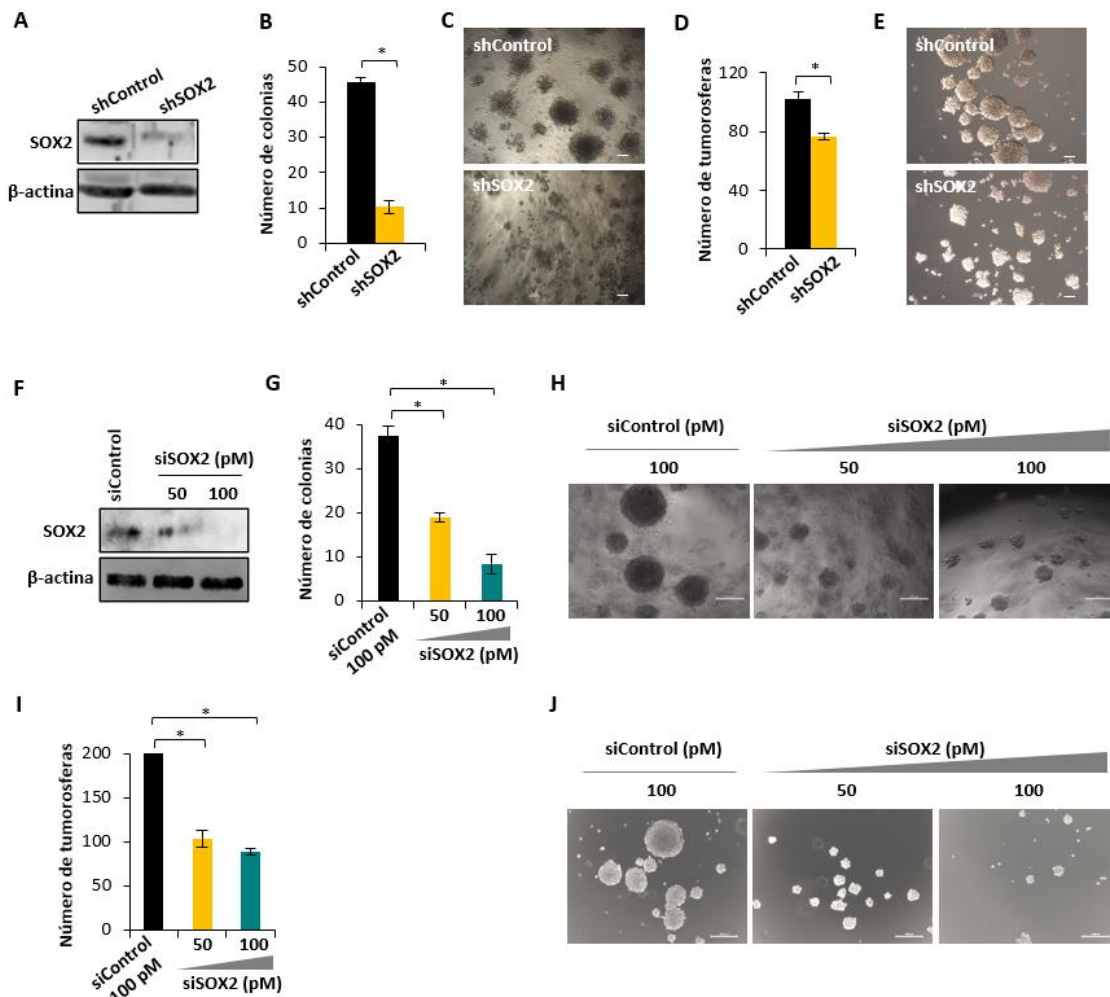 A
shControl
shSOX2
SOX2
β-actina
B
*
50
40
30
20
10
0
Número de colonias
shControl
shSOX2
C
shControl
shSOX2
D
*
120
80
40
0
Número de tumorosferas
shControl
shSOX2
E
shControl
shSOX2
F
siControl
siSOX2 (pM)
50 100
SOX2
β-actina
G
*
*
40
30
20
10
0
Número de colonias
siControl
100 pM
50 100
siSOX2 (pM)
H
siControl (pM) siSOX2 (pM)
100 50 100
I
*
*
200
150
100
50
0
Número de tumorosferas
siControl
100 pM
50 100
siSOX2 (pM)
J
siControl (pM) siSOX2 (pM)
100 50 100